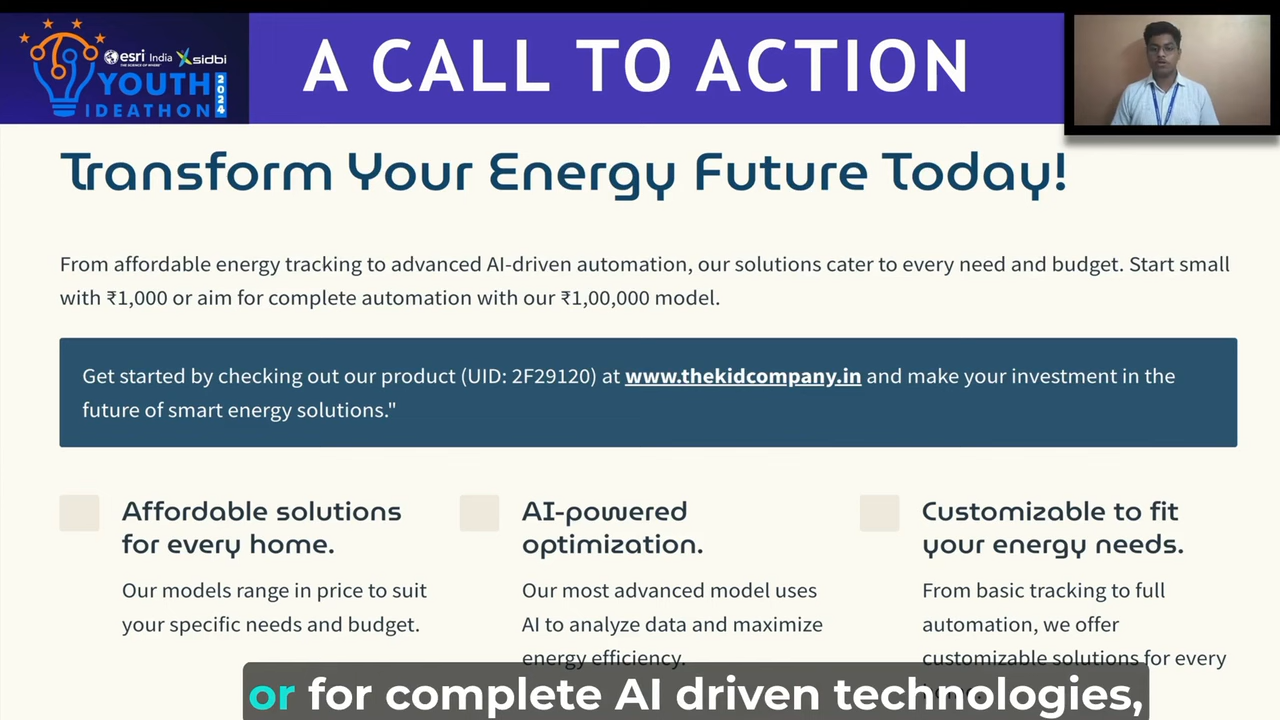 esri India
THE SCIENCE OF WHERE
sidbi
YOUTH
IDEATHON
2024
A CALL TO ACTION
Transform Your Energy Future Today!
From affordable energy tracking to advanced AI-driven automation, our solutions cater to every need and budget. Start small
with ₹1,000 or aim for complete automation with our ₹1,00,000 model.
Get started by checking out our product (UID: 2F29120) at www.thekidcompany.in and make your investment in the
future of smart energy solutions."
Affordable solutions
for every home.
Our models range in price to suit
your specific needs and budget.
AI-powered
optimization.
Our most advanced model uses
AI to analyze data and maximize
energy efficiency.
Customizable to fit
your energy needs.
From basic tracking to full
automation, we offer
customizable solutions for every
or for complete AI driven technologies,